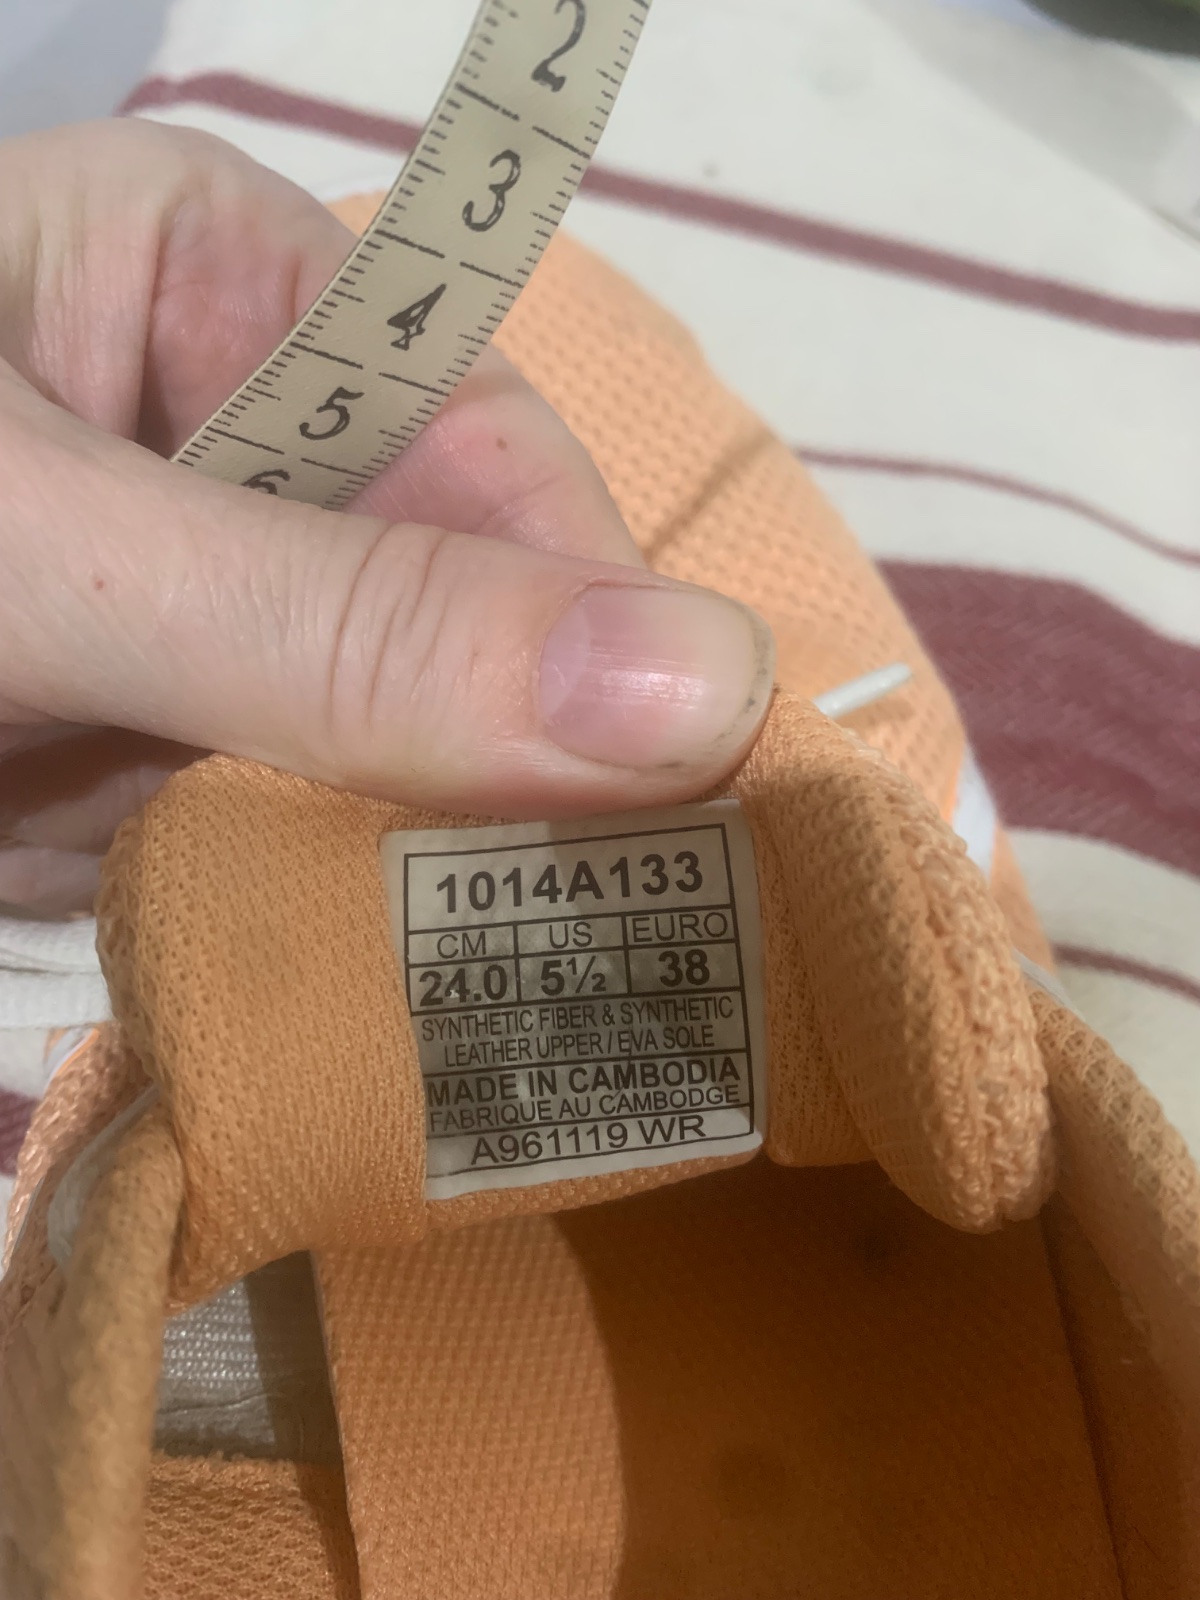 2
3
4
5
6
1014A133
CM US EURO
24.0 5½ 38
SYNTHETIC FIBER & SYNTHETIC
LEATHER UPPER / EVA SOLE
MADE IN CAMBODIA
FABRIQUE AU CAMBODGE
A961119 WR